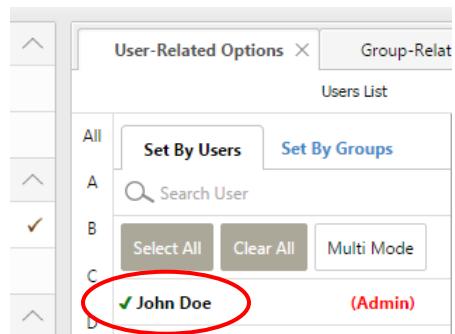 User-Related Options
Group-Relat
Users List
All
Set By Users
Set By Groups
A
Search User
B
Select All
Clear All
Multi Mode
C
John Doe
(Admin)
D